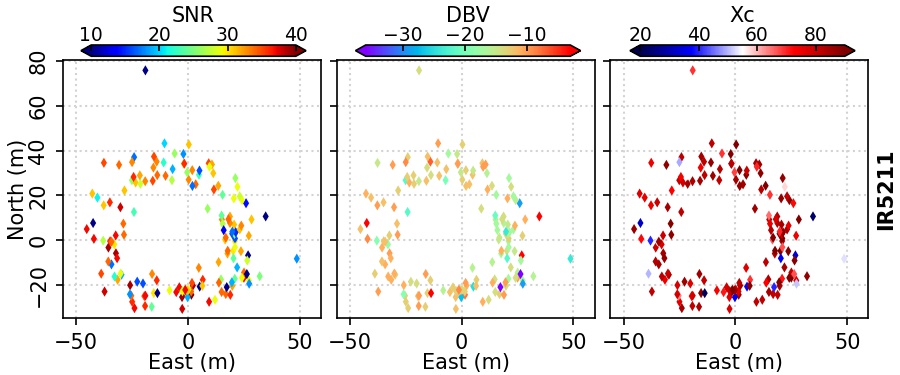 SNR DBV Xc
10 20 30 40 −30 −20 −10 20 40 60 80
80
60
40
20
0
−20
North (m)
−50 0 50 −50 0 50 −50 0 50
East (m) East (m) East (m)
IR5211